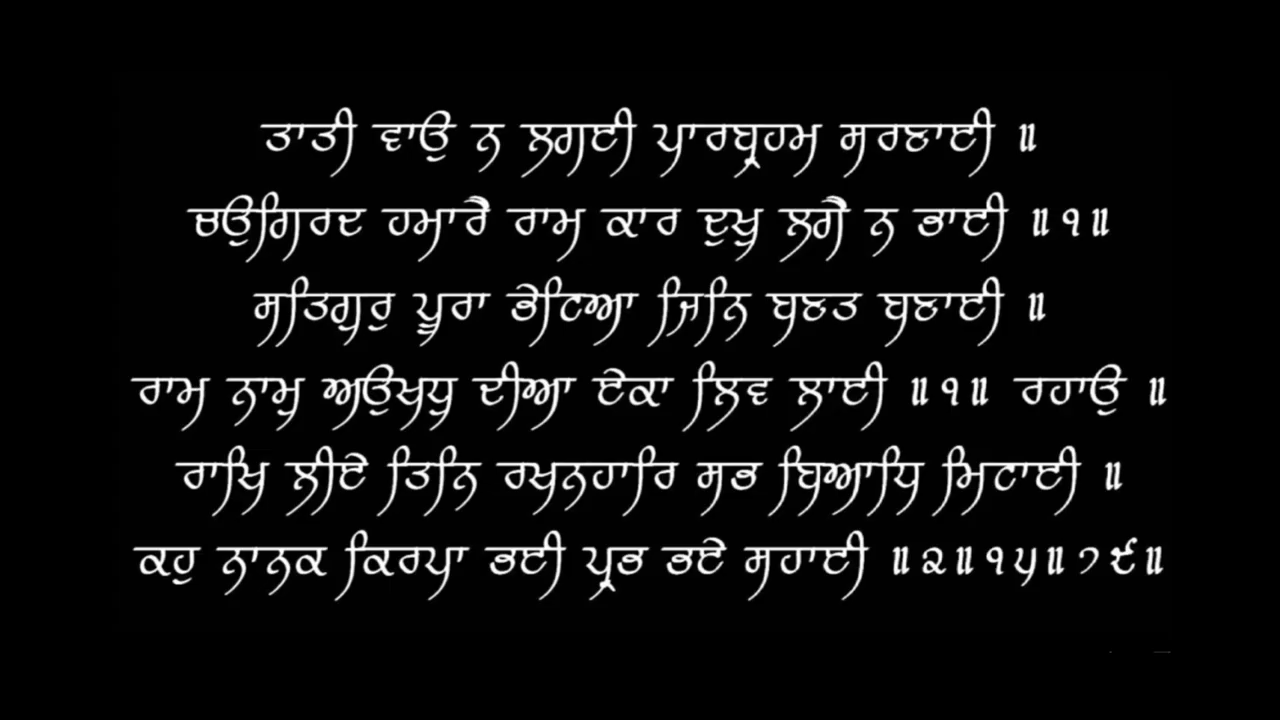 ਤਾਤੀ ਵਾਉ ਨ ਲਗਈ ਪਾਰਬ੍ਰਹਮ ਸਰਣਾਈ ॥
ਚਉਗਿਰਦ ਹਮਾਰੈ ਰਾਮ ਕਾਰ ਦੁਖੁ ਲਗੈ ਨ ਭਾਈ ॥੧॥
ਸਤਿਗੁਰੁ ਪੂਰਾ ਭੇਟਿਆ ਜਿਨਿ ਬਣਤ ਬਣਾਈ ॥
ਰਾਮ ਨਾਮੁ ਅਉਖਧੁ ਦੀਆ ਏਕਾ ਲਿਵ ਲਾਈ ॥੧॥ ਰਹਾਉ ॥
ਰਾਖਿ ਲੀਏ ਤਿਨਿ ਰਖਨਹਾਰਿ ਸਭ ਬਿਆਧਿ ਮਿਟਾਈ ॥
ਕਹੁ ਨਾਨਕ ਕਿਰਪਾ ਭਈ ਪ੍ਰਭ ਭਏ ਸਹਾਈ ॥੨॥੧੫॥੭੯॥